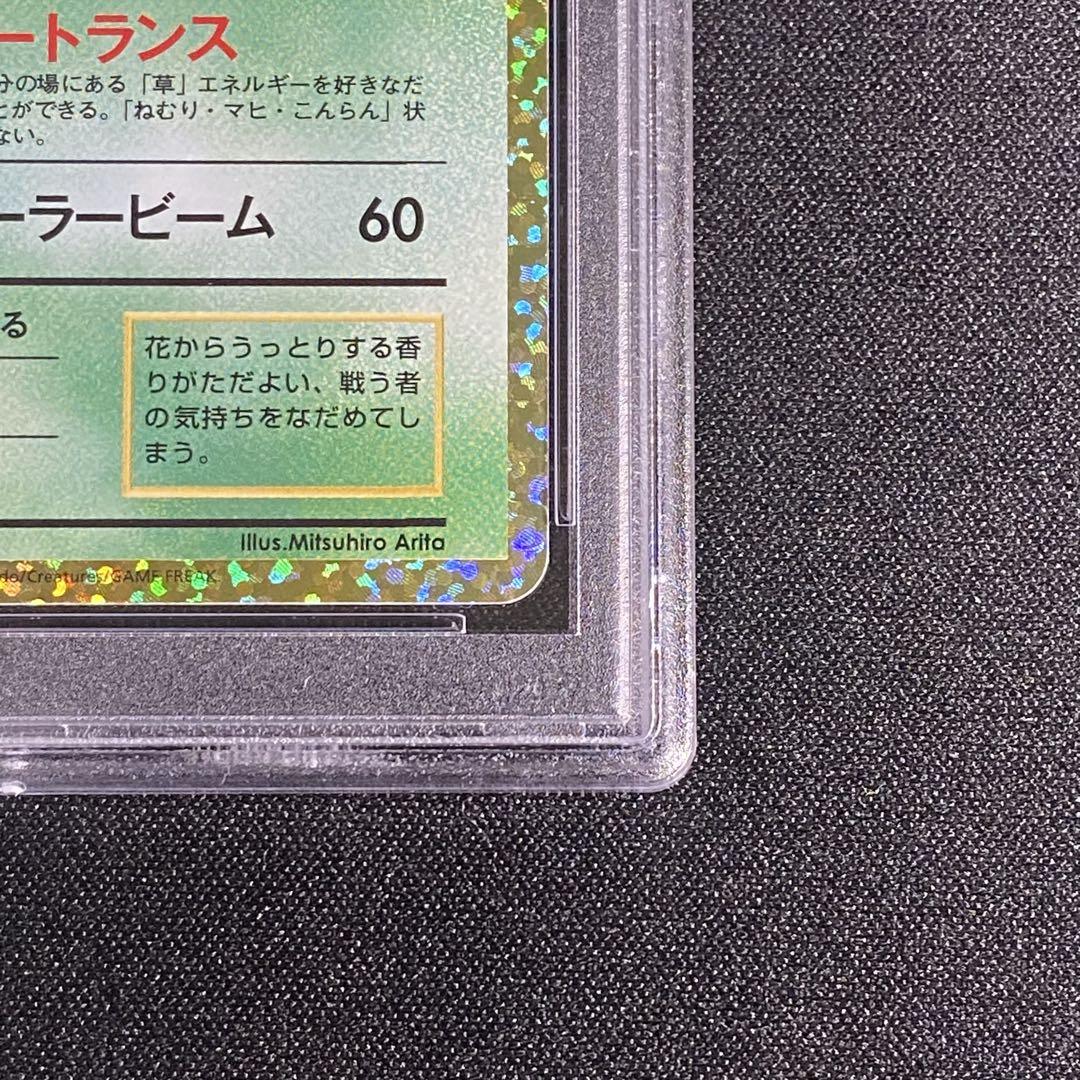 ートランス
分の場にある「草」エネルギーを好きなだ
とができる。「ねむり・マヒ・こんらん」状
ない。
ーラービーム 60
る
花からうっとりする香
りがただよい、戦う者
の気持ちをなだめてし
まう。
Illus.Mitsuhiro Arita
do/Creatures/GAME FREAK.